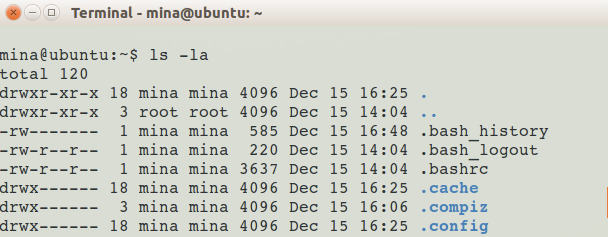 Terminal - mina@ubuntu: ~
mina@ubuntu:~$ ls -la
total 120
drwxr-xr-x 18 mina mina 4096 Dec 15 16:25 .
drwxr-xr-x  3 root root 4096 Dec 15 14:04 ..
-rw-------  1 mina mina  585 Dec 15 16:48 .bash_history
-rw-r--r--  1 mina mina  220 Dec 15 14:04 .bash_logout
-rw-r--r--  1 mina mina 3637 Dec 15 14:04 .bashrc
drwx------ 18 mina mina 4096 Dec 15 16:25 .cache
drwx------  3 mina mina 4096 Dec 15 16:06 .compiz
drwx------ 18 mina mina 4096 Dec 15 16:25 .config